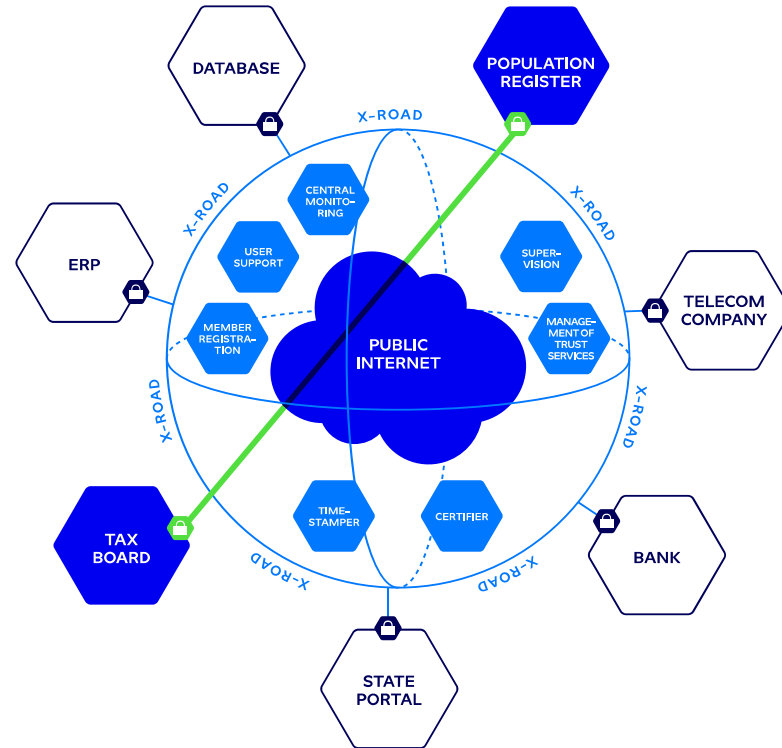 DATABASE
POPULATION
REGISTER
X-ROAD
X-ROAD
X-ROAD
CENTRAL
MONITO-
RING
USER
SUPPORT
SUPER-
VISION
ERP
TELECOM
COMPANY
MEMBER
REGISTRA-
TION
PUBLIC
INTERNET
MANAGE-
MENT OF
TRUST
SERVICES
X-ROAD
X-ROAD
TIME-
STAMPER
CERTIFIER
TAX
BOARD
BANK
X-ROAD
X-ROAD
STATE
PORTAL